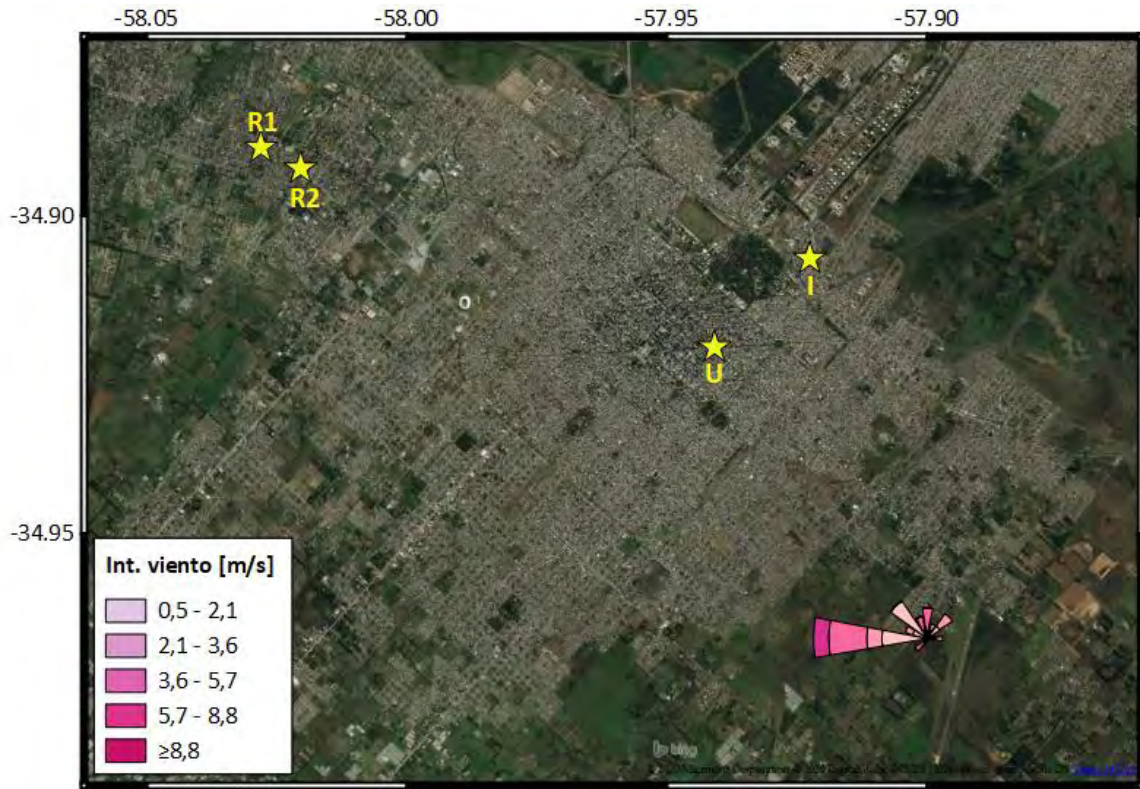 -58.05 -58.00 -57.95 -57.90
R1
R2
-34.90
I
U
-34.95
Int. viento [m/s]
0,5 - 2,1
2,1 - 3,6
3,6 - 5,7
5,7 - 8,8
≥8,8